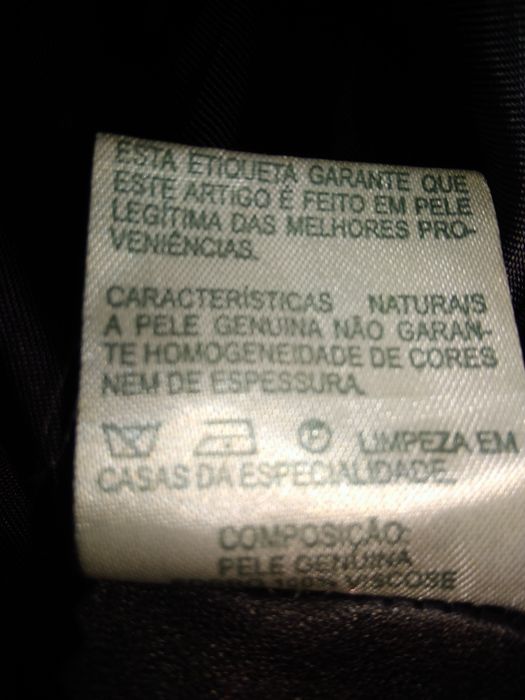 ESTA ETIQUETA GARANTE QUE
ESTE ARTIGO É FEITO EM PELE
LEGÍTIMA DAS MELHORES PRO-
VENIÊNCIAS.
CARACTERÍSTICAS NATURAIS
A PELE GENUINA NÃO GARAN-
TE HOMOGENEIDADE DE CORES
NEM DE ESPESSURA.
P LIMPEZA EM
CASAS DA ESPECIALIDADE.
COMPOSIÇÃO:
PELE GENUINA
100% VISCOSE